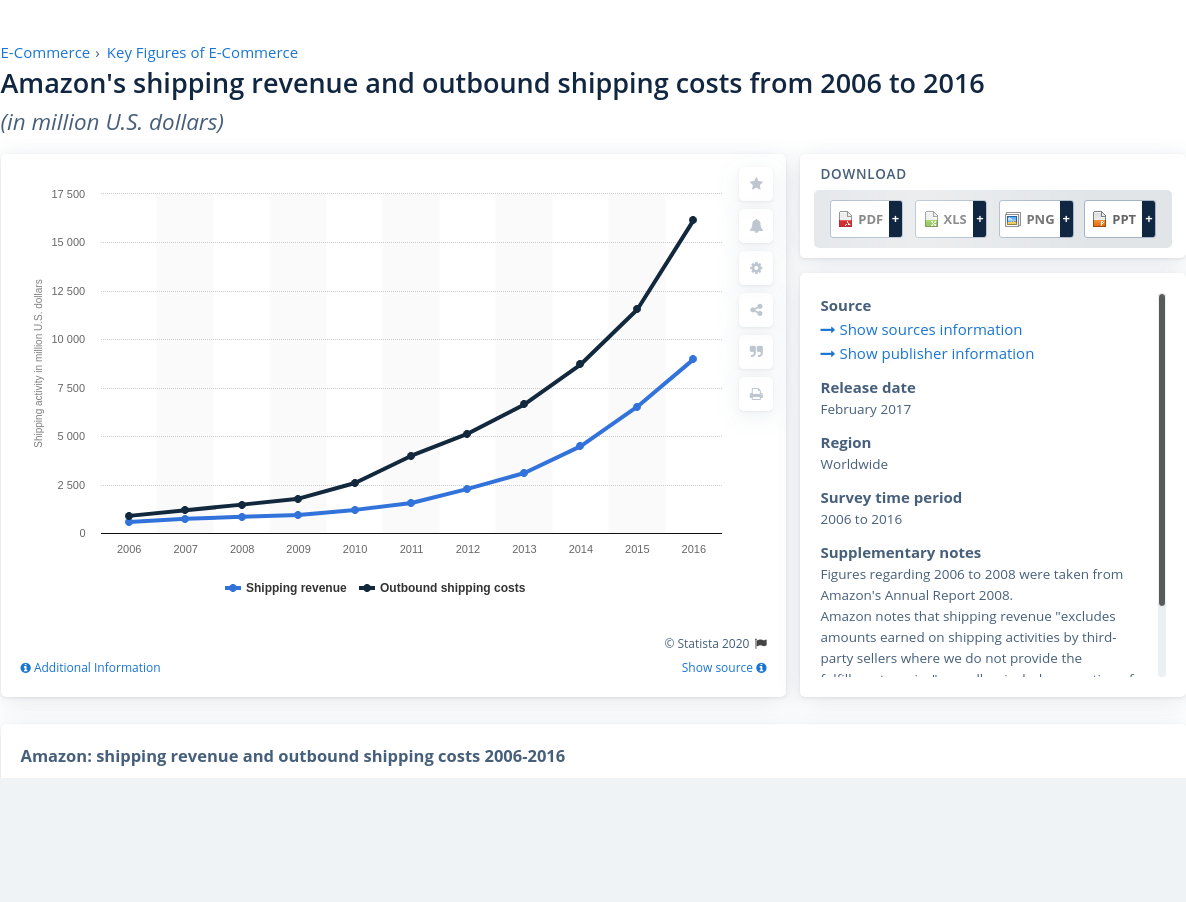 E-Commerce › Key Figures of E-Commerce
Amazon's shipping revenue and outbound shipping costs from 2006 to 2016
(in million U.S. dollars)
Shipping activity in million U.S. dollars
17 500
15 000
12 500
10 000
7 500
5 000
2 500
0
2006 2007 2008 2009 2010 2011 2012 2013 2014 2015 2016
Shipping revenue Outbound shipping costs
© Statista 2020
Additional Information Show source
DOWNLOAD
PDF + XLS + PNG + PPT +
Source
Show sources information
Show publisher information
Release date
February 2017
Region
Worldwide
Survey time period
2006 to 2016
Supplementary notes
Figures regarding 2006 to 2008 were taken from
Amazon's Annual Report 2008.
Amazon notes that shipping revenue "excludes
amounts earned on shipping activities by third-
party sellers where we do not provide the
Amazon: shipping revenue and outbound shipping costs 2006-2016